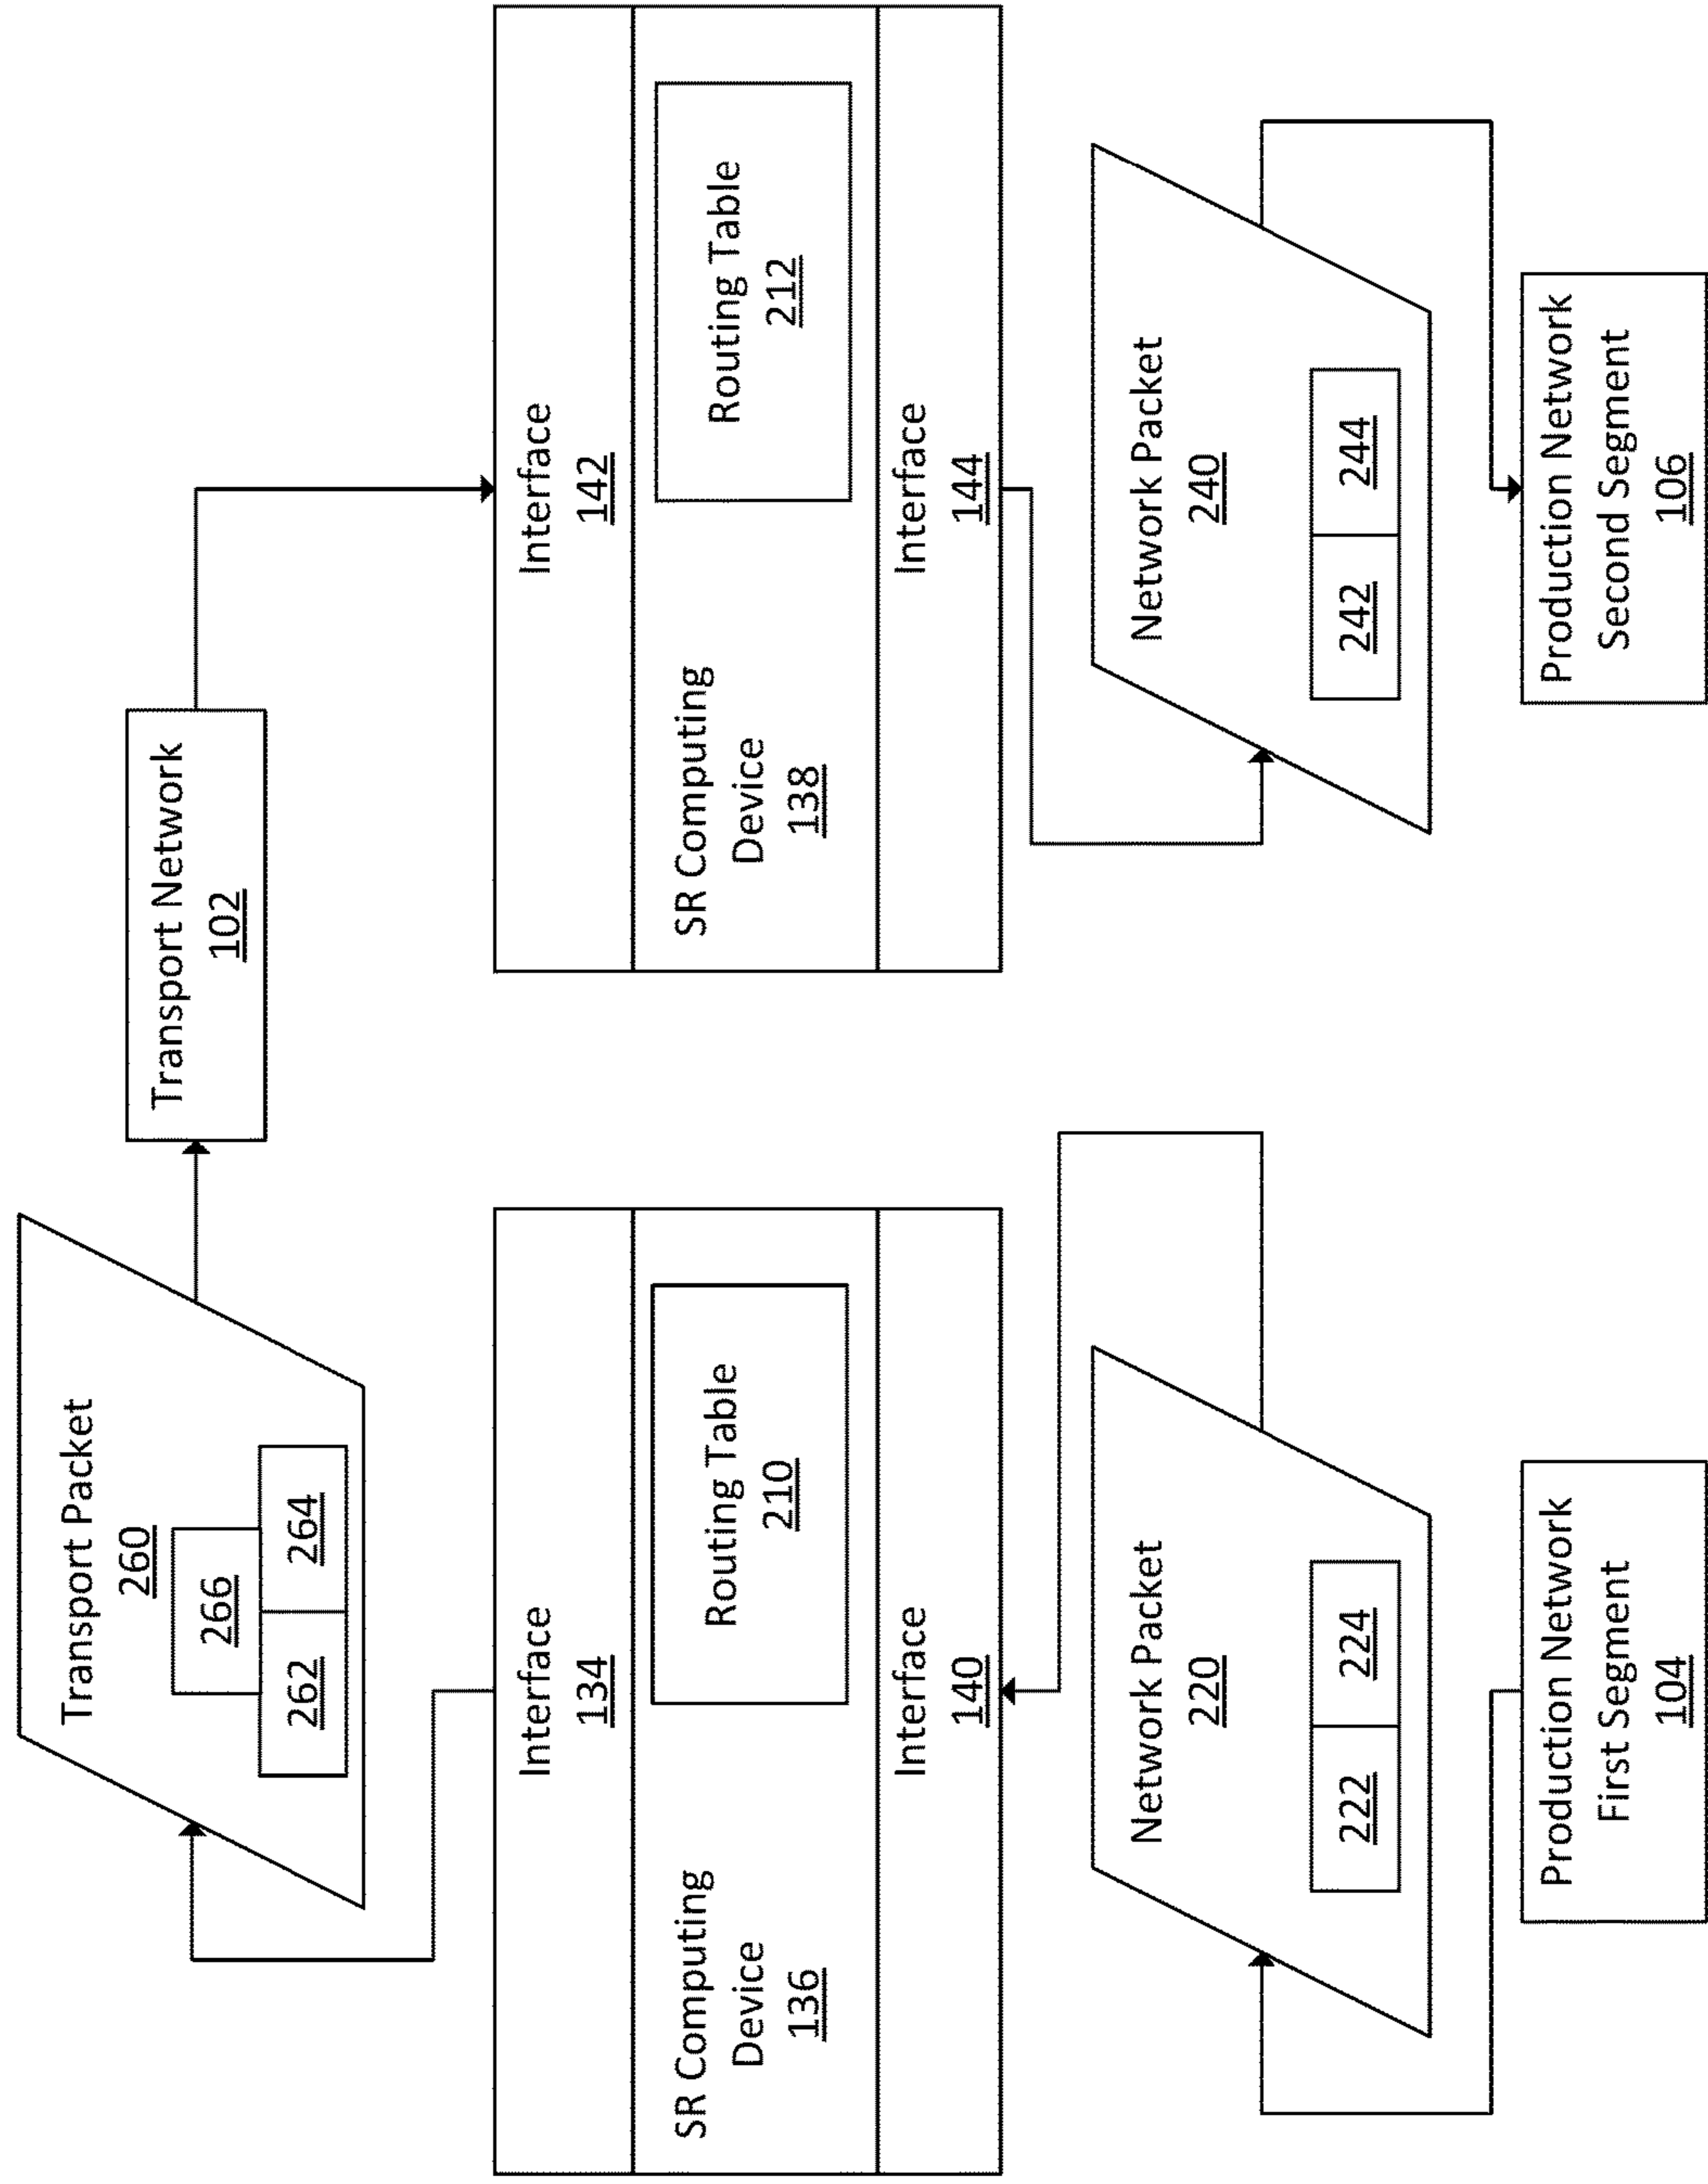 Transport Packet
260
266
262
264
Transport Network
102
Interface
134
SR Computing
Device
136
Routing Table
210
Interface
140
Interface
142
SR Computing
Device
138
Routing Table
212
Interface
144
Network Packet
220
222
224
Network Packet
240
242
244
Production Network
First Segment
104
Production Network
Second Segment
106